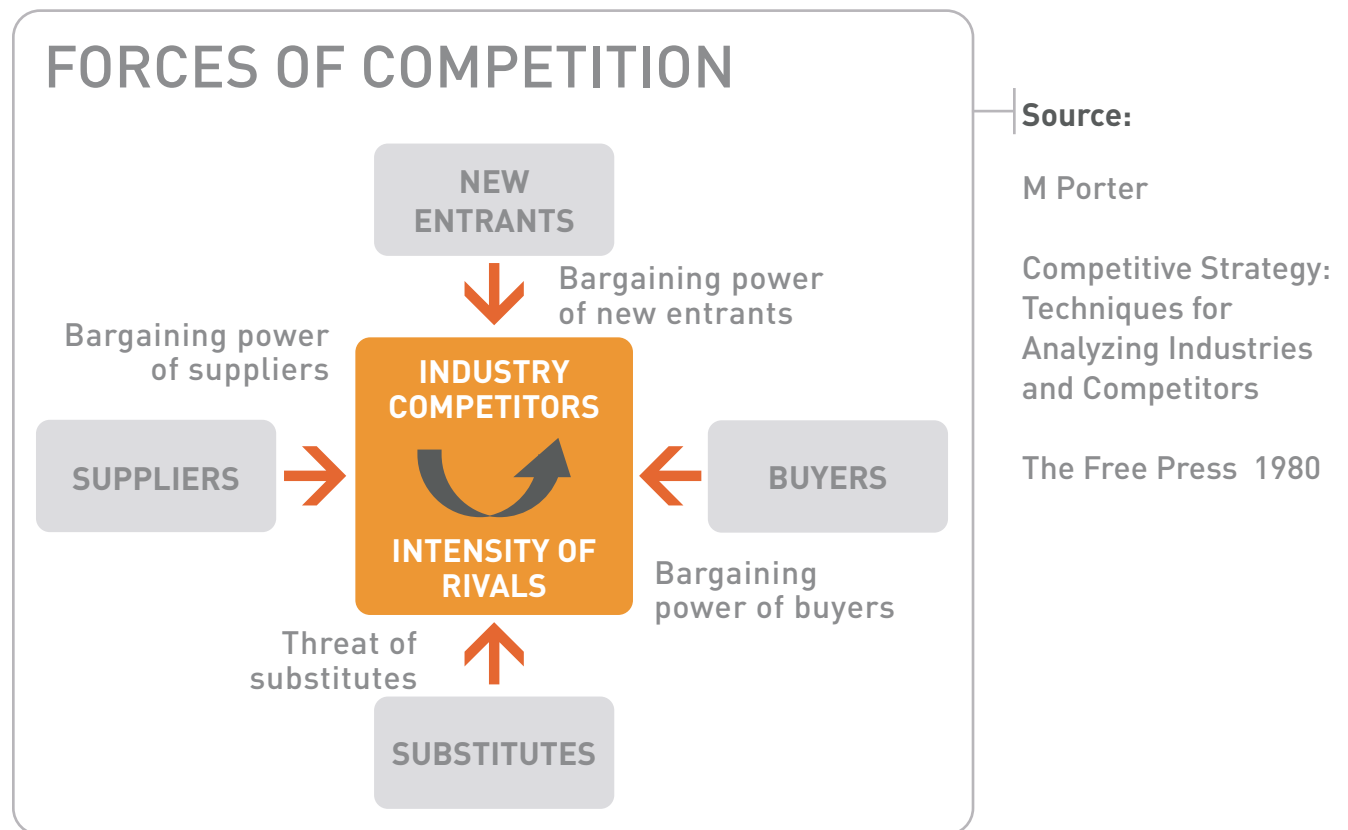 FORCES OF COMPETITION
NEW
ENTRANTS
Bargaining power
of new entrants
Bargaining power
of suppliers
INDUSTRY
COMPETITORS
SUPPLIERS
BUYERS
INTENSITY OF
RIVALS
Bargaining
power of buyers
Threat of
substitutes
SUBSTITUTES
Source:
M Porter
Competitive Strategy:
Techniques for
Analyzing Industries
and Competitors
The Free Press 1980